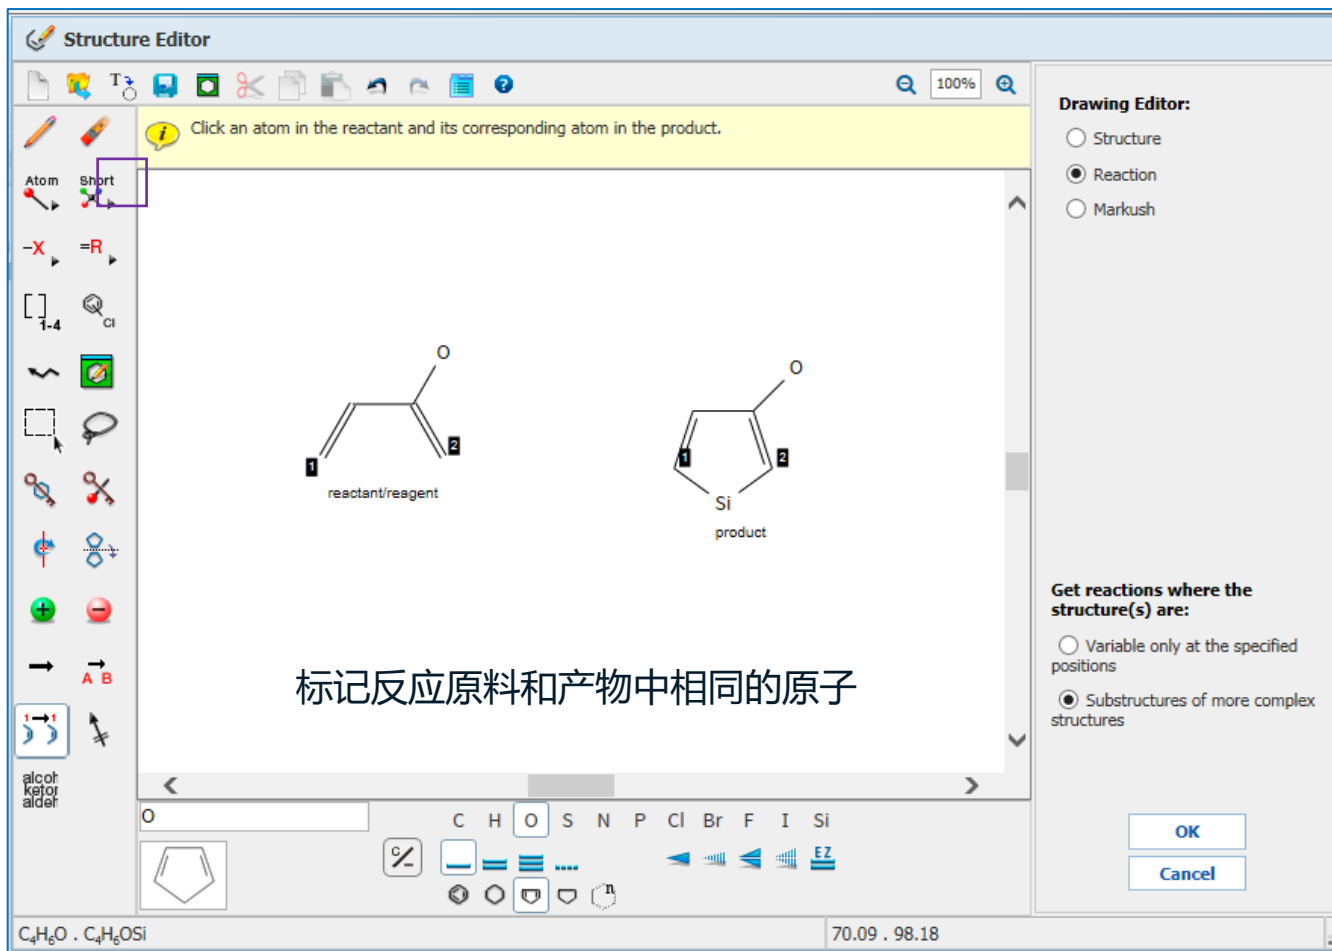 Structure Editor
T
100%
Click an atom in the reactant and its corresponding atom in the product.
Drawing Editor:
Structure
Reaction
Markush
Atom
Short
-X
=R
[ ] 1-4
Cl
O
O
1
2
1
2
Si
reactant/reagent
product
Get reactions where the
structure(s) are:
Variable only at the specified
positions
Substructures of more complex
structures
A B
标记反应原料和产物中相同的原子
1→1
alcoh
ketor
aldeh
O
C H O S N P Cl Br F I Si
C
EZ
n
OK
Cancel
C₄H₆O . C₄H₆OSi
70.09 . 98.18